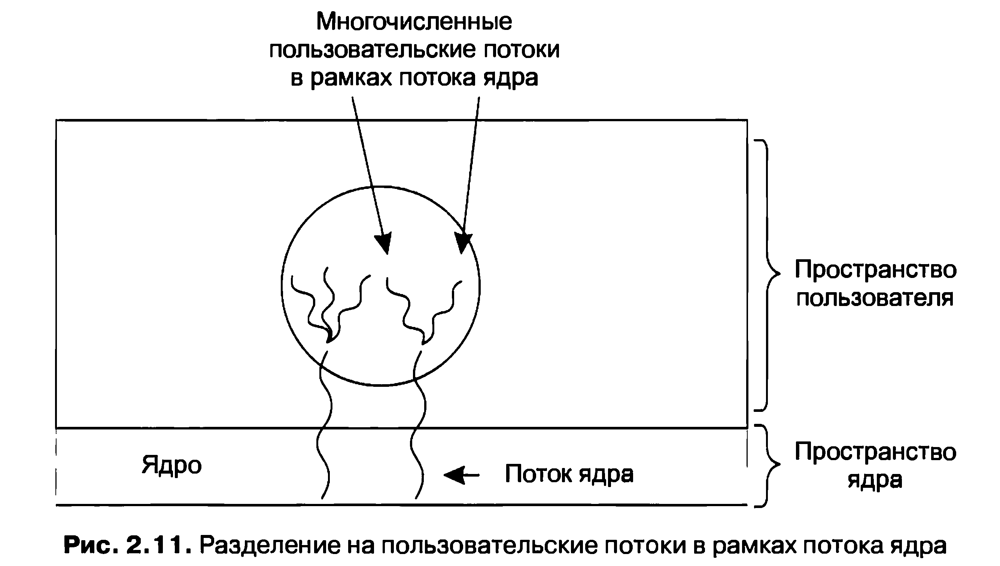 Многочисленные
пользовательские потоки
в рамках потока ядра
Пространство
пользователя
Ядро
Поток ядра
Пространство
ядра
Рис. 2.11. Разделение на пользовательские потоки в рамках потока ядра